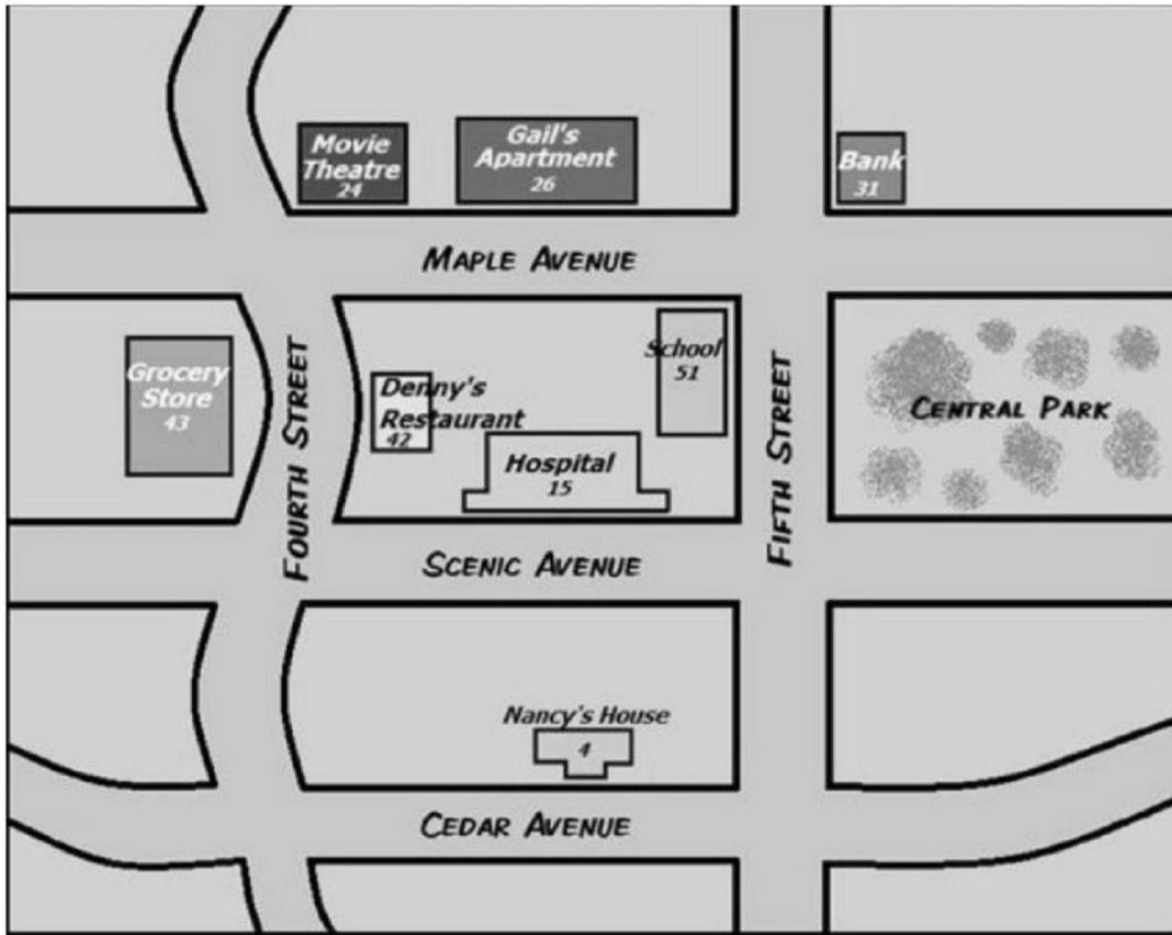 Movie
Theatre
24
Gail's
Apartment
26
Bank
31
MAPLE AVENUE
Grocery
Store
43
FOURTH STREET
Denny's
Restaurant
42
School
51
Hospital
15
FIFTH STREET
CENTRAL PARK
SCENIC AVENUE
Nancy's House
4
CEDAR AVENUE